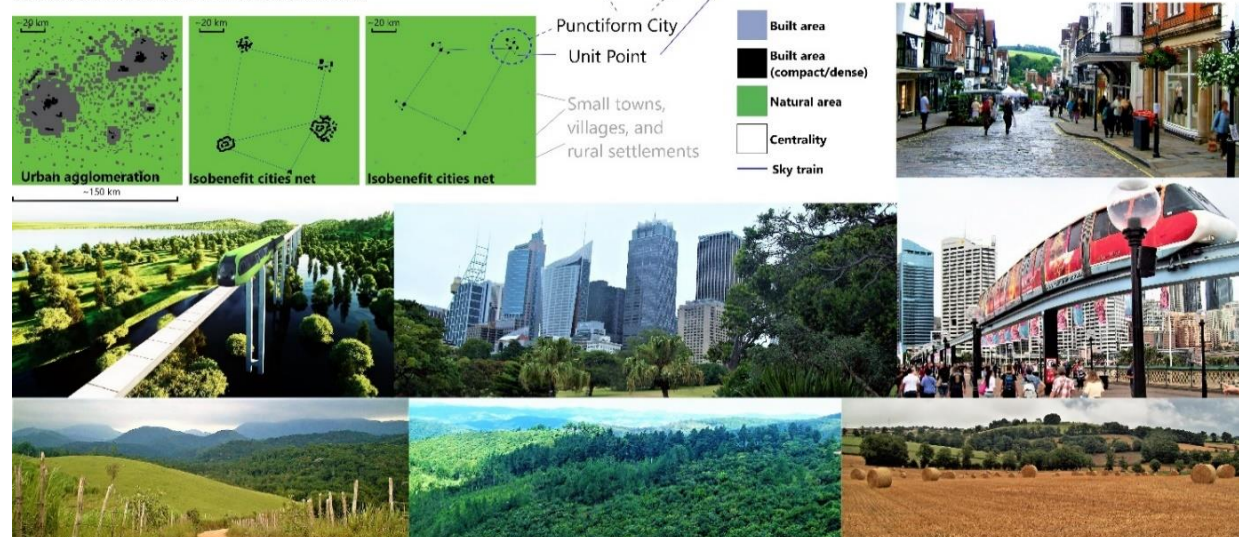 ~20 km
~20 km
~20 km
Urban agglomeration
Isobenefit cities net
Isobenefit cities net
~150 km
Punctiform City
Unit Point
Small towns,
villages, and
rural settlements
Built area
Built area
(compact/dense)
Natural area
Centrality
Sky train